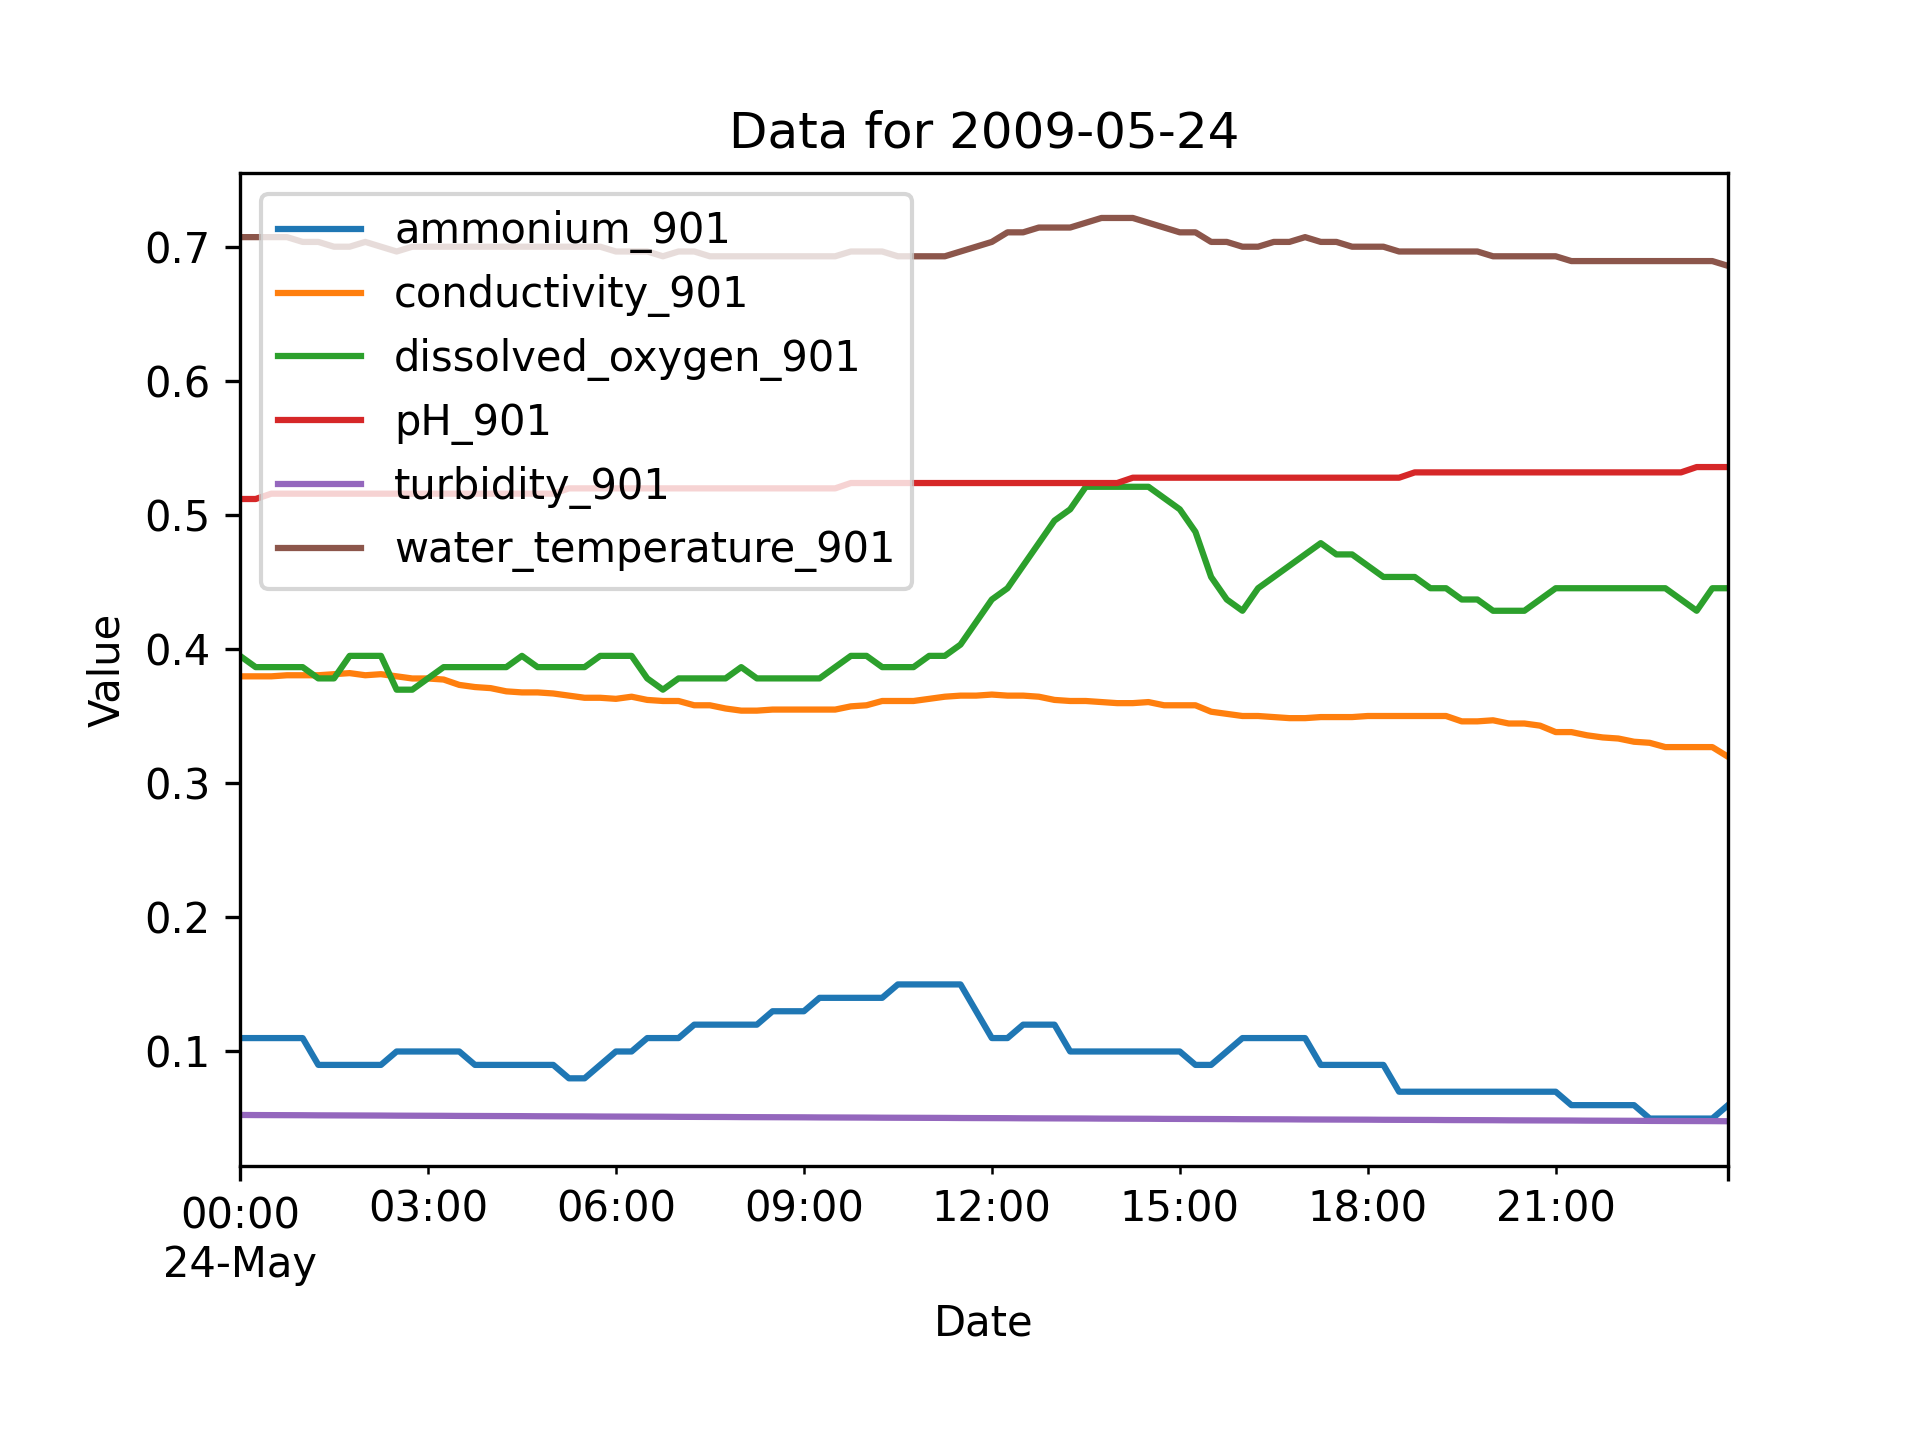 Data for 2009-05-24
ammonium_901
conductivity_901
dissolved_oxygen_901
pH_901
turbidity_901
water_temperature_901
Value
0.7
0.6
0.5
0.4
0.3
0.2
0.1
00:00 03:00 06:00 09:00 12:00 15:00 18:00 21:00
24-May
Date